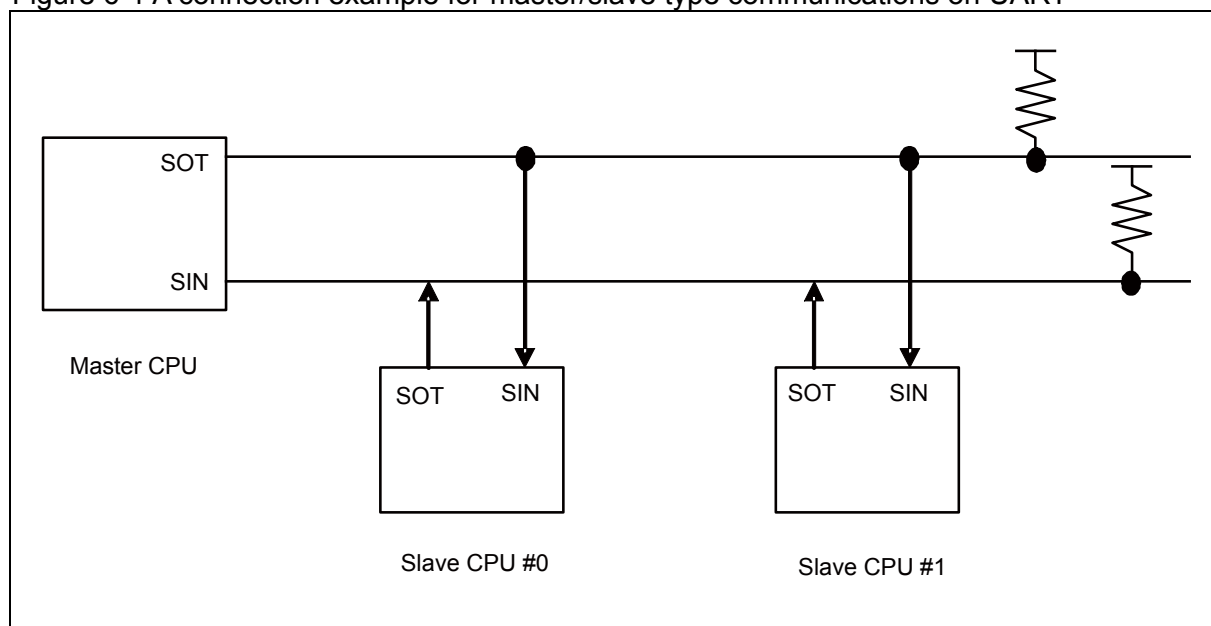 SOT
SIN
Master CPU
SOT SIN
SOT SIN
Slave CPU #0
Slave CPU #1